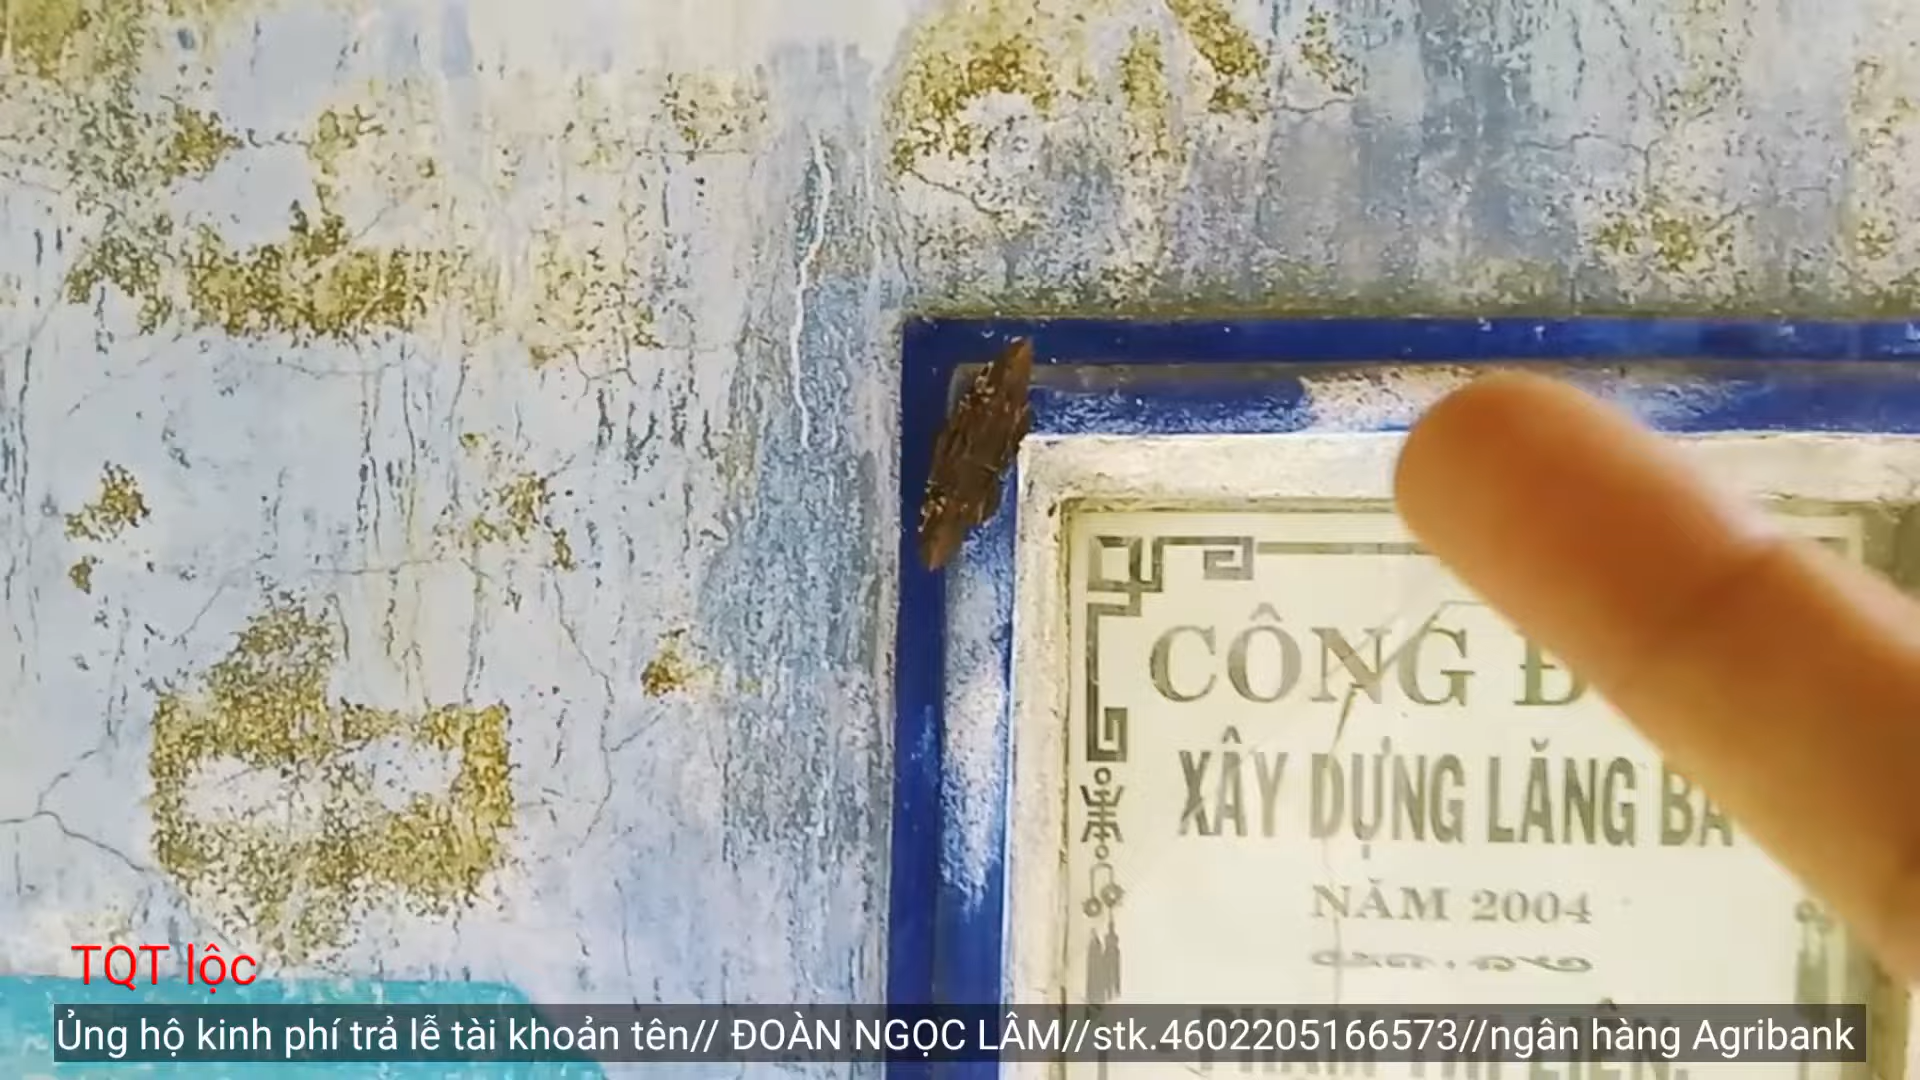 CÔNG
XÂY DỰNG LĂNG BÀ
NĂM 2004
TQT lộc
Ủng hộ kinh phí trả lễ tài khoản tên// ĐOÀN NGỌC LÂM//stk.4602205166573//ngân hàng Agribank